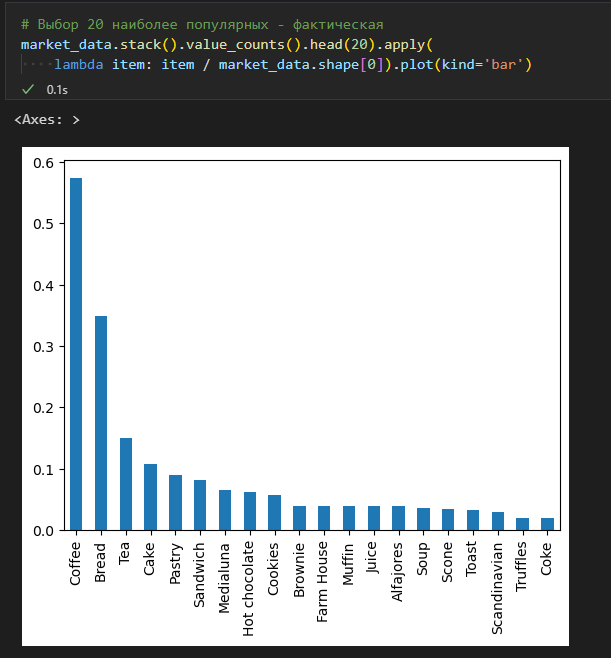 # Выбор 20 наиболее популярных - фактическая
market_data.stack().value_counts().head(20).apply(
    lambda item: item / market_data.shape[0]).plot(kind='bar')
✓ 0.1s
<Axes: >
0.6
0.5
0.4
0.3
0.2
0.1
0.0
Coffee
Bread
Tea
Cake
Pastry
Sandwich
Medialuna
Hot chocolate
Cookies
Brownie
Farm House
Muffin
Juice
Alfajores
Soup
Scone
Toast
Scandinavian
Truffles
Coke